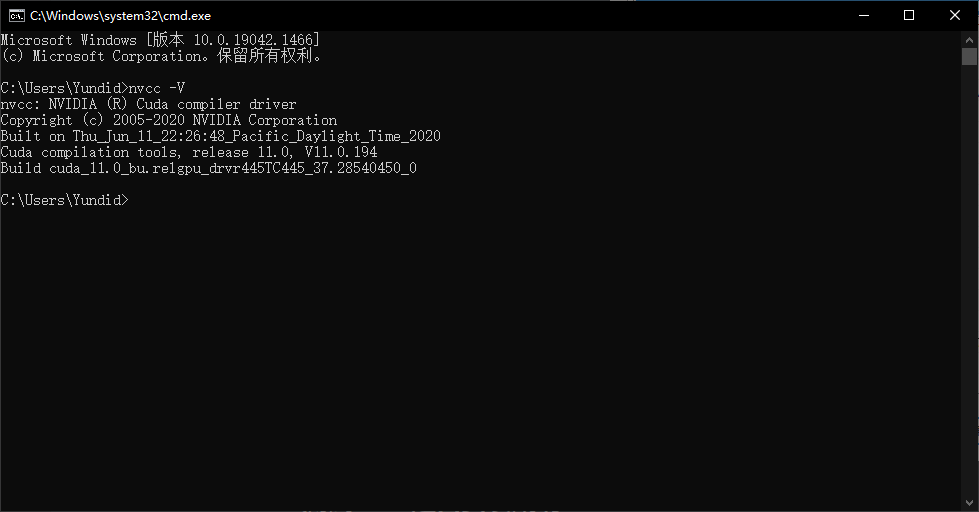 C:\Windows\system32\cmd.exe
Microsoft Windows [版本 10.0.19042.1466]
(c) Microsoft Corporation。保留所有权利。
C:\Users\Yundid>nvcc -V
nvcc: NVIDIA (R) Cuda compiler driver
Copyright (c) 2005-2020 NVIDIA Corporation
Built on Thu_Jun_11_22:26:48_Pacific_Daylight_Time_2020
Cuda compilation tools, release 11.0, V11.0.194
Build cuda_11.0_bu.relgpu_drvr445TC445_37.28540450_0
C:\Users\Yundid>